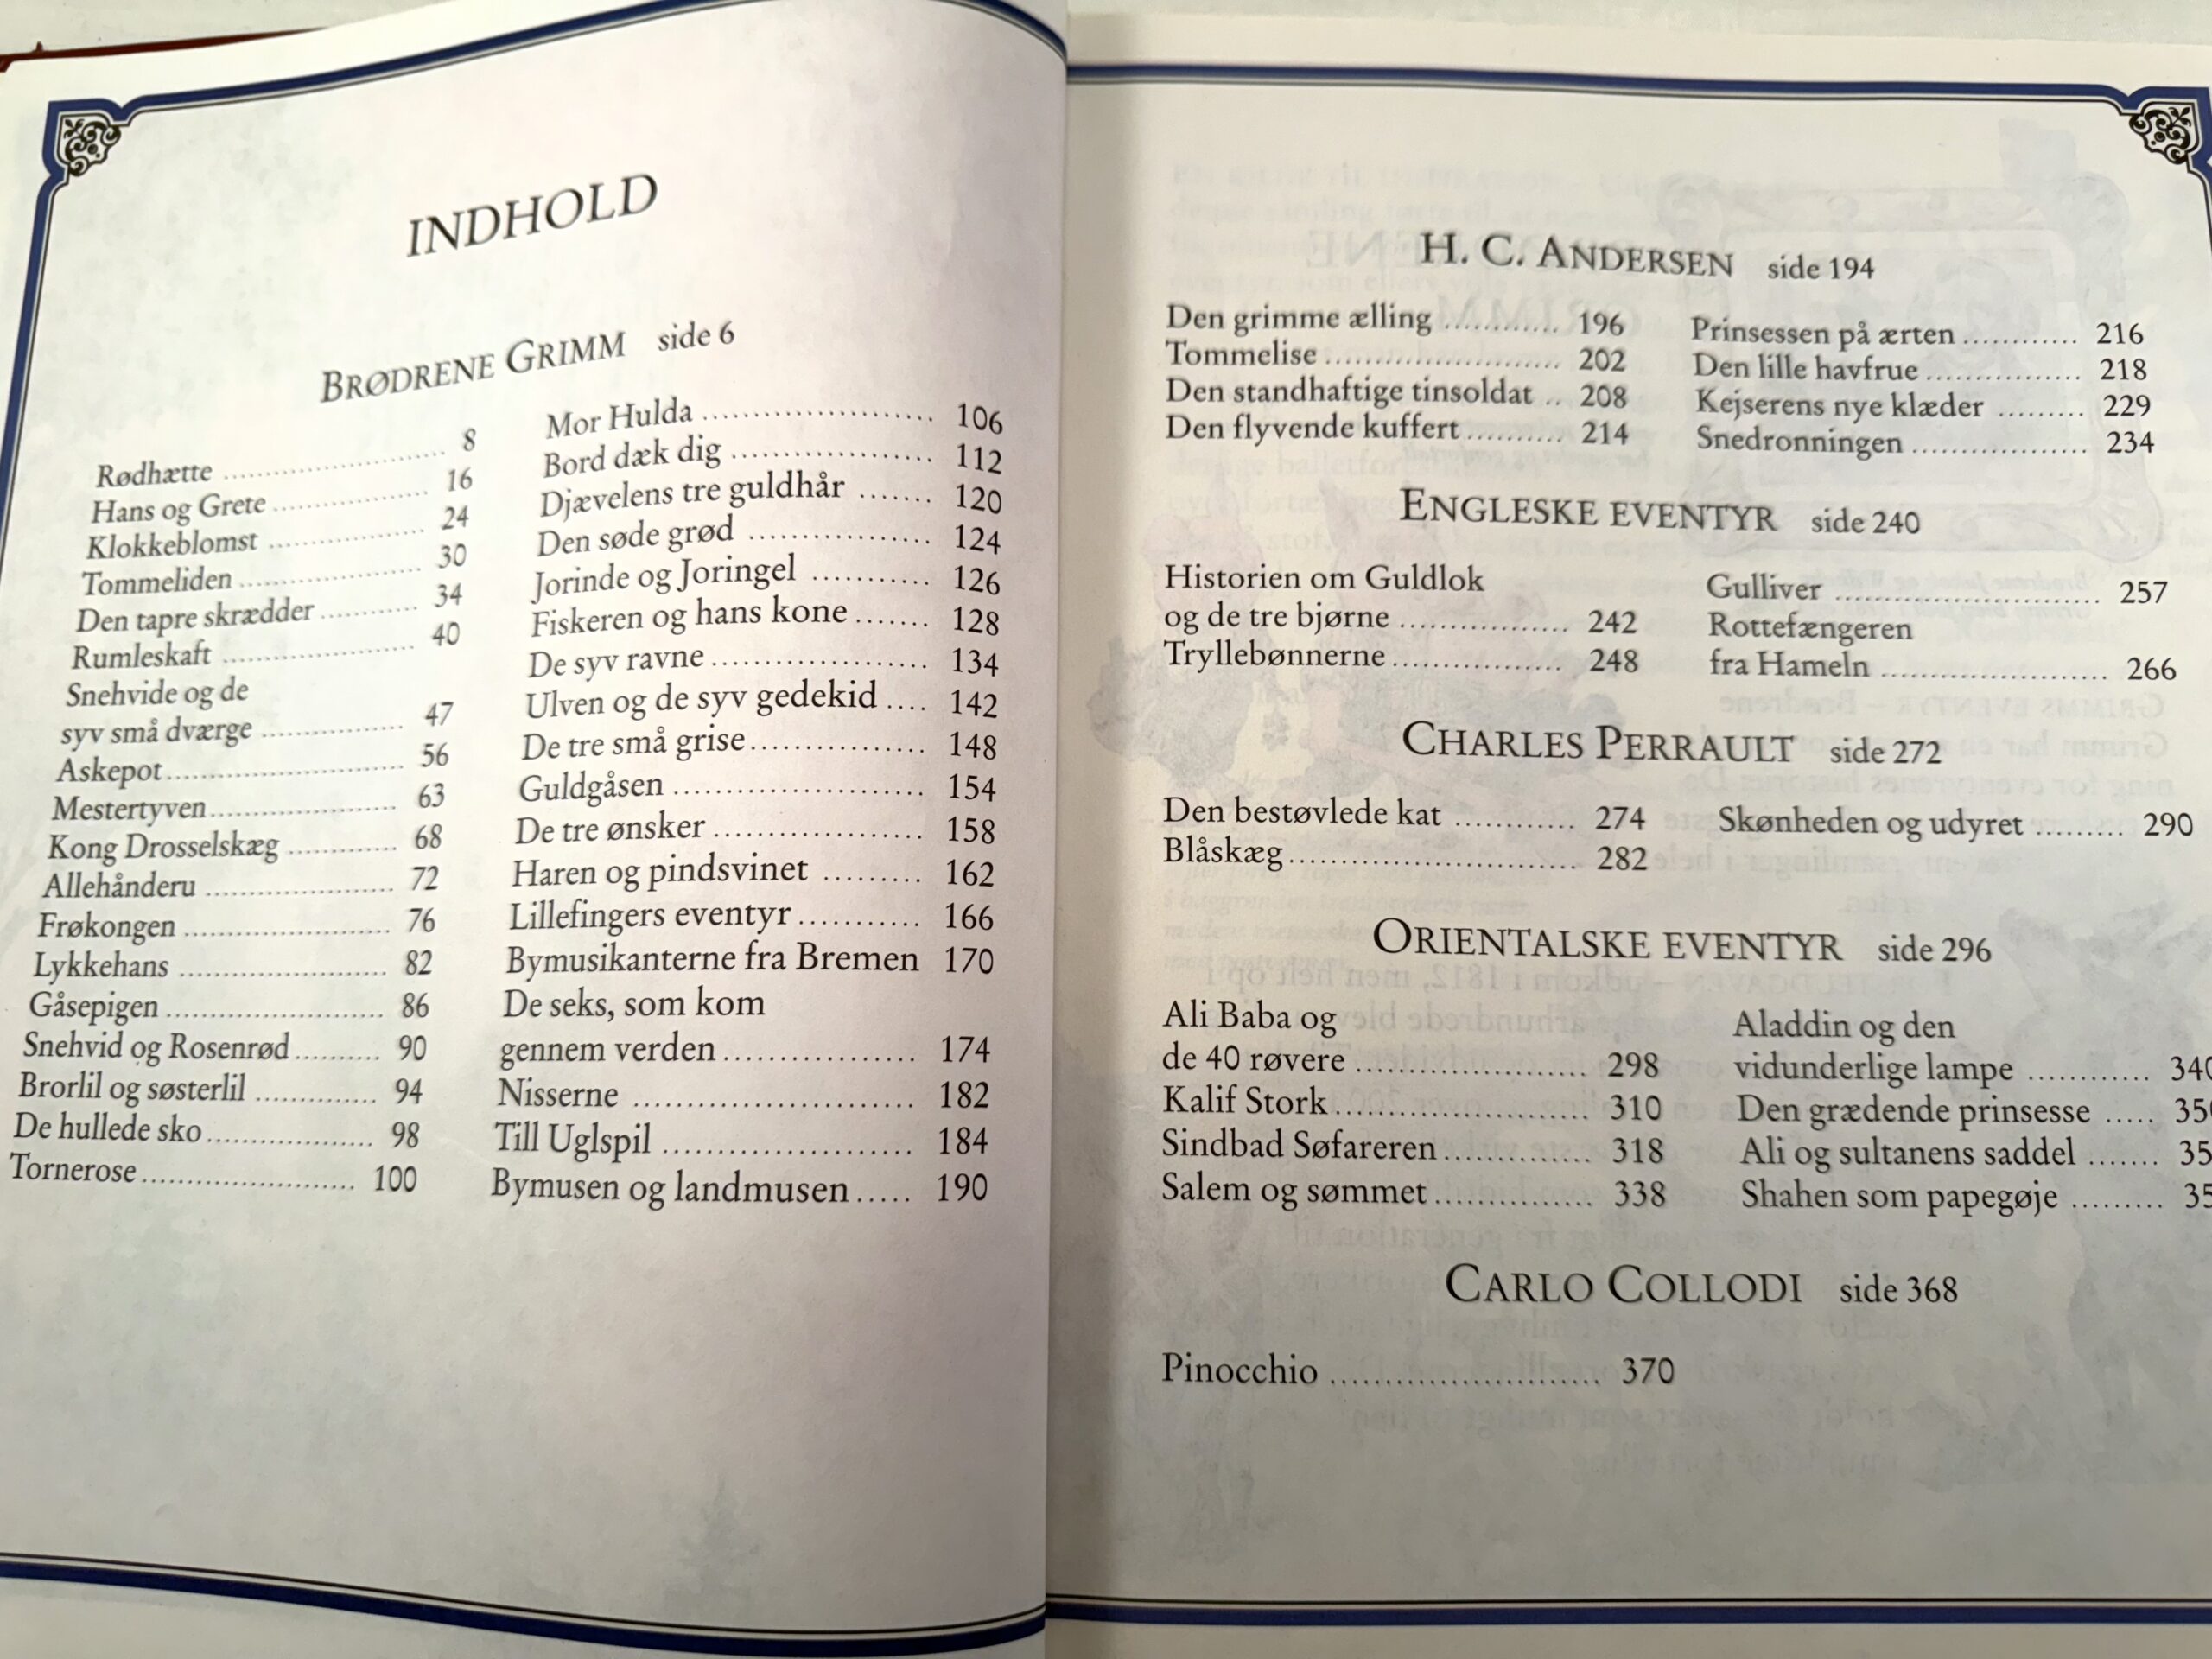 INDHOLD
BRØDRENE GRIMM side 6
Rødhætte ........................ 8
Hans og Grete .................. 16
Klokkeblomst .................. 24
Tommeliden .................... 30
Den tapre skrædder ........... 34
Rumleskaft ..................... 40
Snehvide og de
syv små dværge ................ 47
Askepot .......................... 56
Mestertyven ..................... 63
Kong Drosselskæg ............. 68
Allehånderu ..................... 72
Frøkongen ....................... 76
Lykkehans ....................... 82
Gåsepigen ........................ 86
Snehvid og Rosenrød .......... 90
Brorlil og søsterlil .............. 94
De hullede sko .................. 98
Tornerose ........................ 100
Mor Hulda ...................... 106
Bord dæk dig ................... 112
Djævelens tre guldhår ....... 120
Den søde grød ................. 124
Jorinde og Joringel ........... 126
Fiskeren og hans kone ....... 128
De syv ravne .................... 134
Ulven og de syv gedekid .... 142
De tre små grise ................ 148
Guldgåsen ....................... 154
De tre ønsker ................... 158
Haren og pindsvinet ......... 162
Lillefingers eventyr ........... 166
Bymusikanterne fra Bremen 170
De seks, som kom
gennem verden ................. 174
Nisserne .......................... 182
Till Uglspil ...................... 184
Bymusen og landmusen ..... 190
H. C. ANDERSEN side 194
Den grimme ælling ............ 196
Tommelise ....................... 202
Den standhaftige tinsoldat .. 208
Den flyvende kuffert .......... 214
Prinsessen på ærten ............ 216
Den lille havfrue ................ 218
Kejserens nye klæder ......... 229
Snedronningen .................. 234
ENGLESKE EVENTYR side 240
Historien om Guldlok
og de tre bjørne ................. 242
Tryllebønnerne ................. 248
Gulliver ........................... 257
Rottefængeren
fra Hameln ....................... 266
CHARLES PERRAULT side 272
Den bestøvlede kat ............ 274
Blåskæg ........................... 282
Skønheden og udyret ......... 290
ORIENTALSKE EVENTYR side 296
Ali Baba og
de 40 røvere ..................... 298
Kalif Stork ....................... 310
Sindbad Søfareren .............. 318
Salem og sømmet ............... 338
Aladdin og den
vidunderlige lampe ............ 340
Den grædende prinsesse .....
Ali og sultanens saddel .......
Shahen som papegøje .........
CARLO COLLODI side 368
Pinocchio ......................... 370